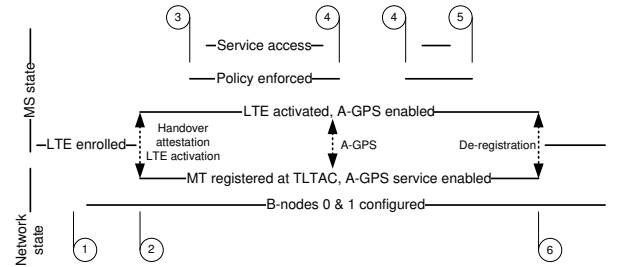 3
4
4
5
Service access
Policy enforced
MS state
LTE activated, A-GPS enabled
Handover
attestation
LTE activation
LTE enrolled
A-GPS
De-registration
MT registered at TLTAC, A-GPS service enabled
B-nodes 0 & 1 configured
Network
state
1
2
6